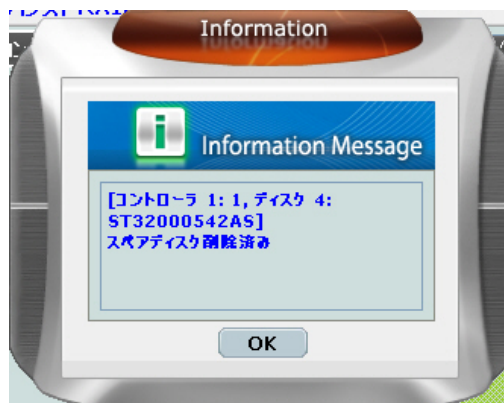 Information
Information Message
[コントローラ 1: 1, ディスク 4:
ST32000542AS]
スペアディスク削除済み
OK